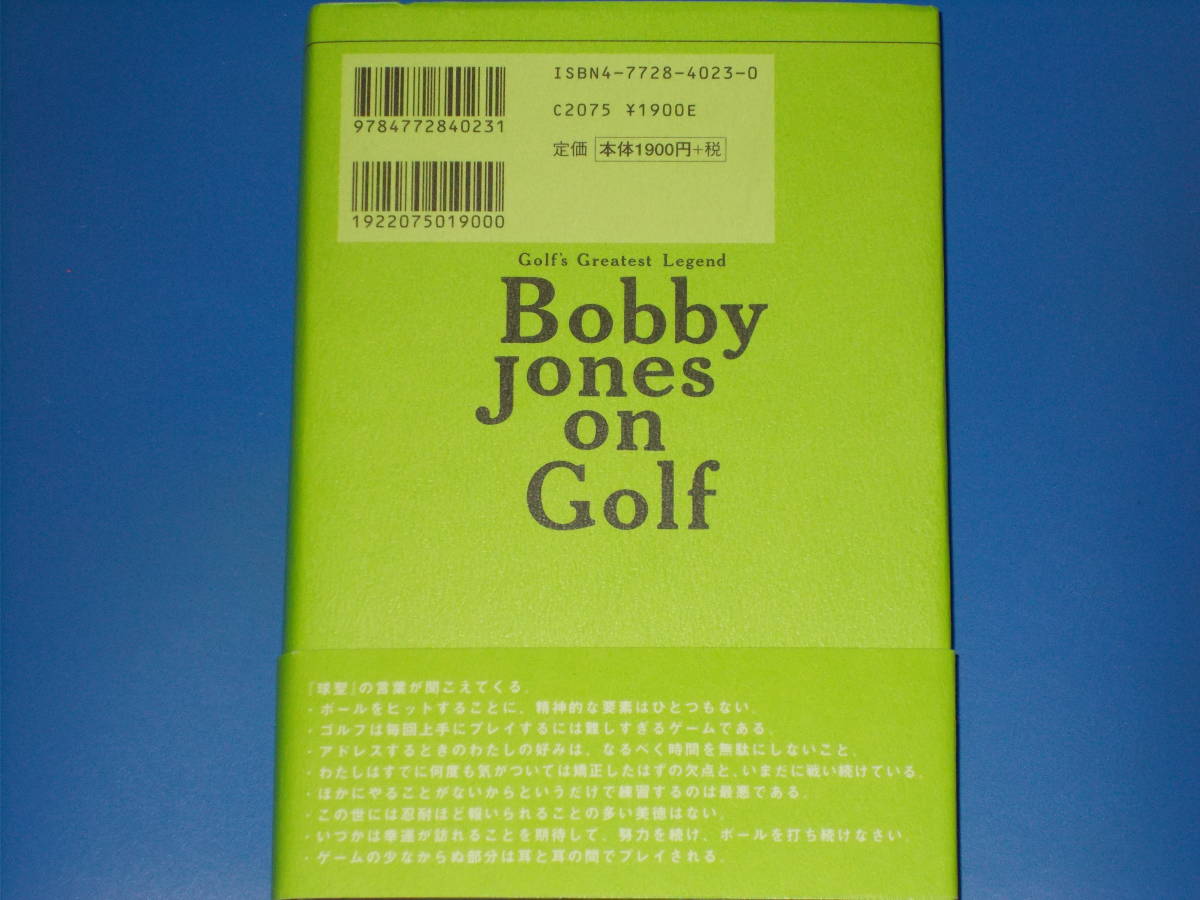 ISBN4-7728-4023-0
9784772840231
C2075 ¥1900E
定価 本体1900円+税
1922075019000
Golf's Greatest Legend
Bobby
Jones
on
Golf
『球聖』の言葉が聞こえてくる。
・ボールをヒットすることに、精神的な要素はひとつもない。
・ゴルフは毎回上手にプレイするには難しすぎるゲームである。
・アドレスするときのわたしの好みは、なるべく時間を無駄にしないこと。
・わたしはすでに何度も気がついては矯正したはずの欠点と、いまだに戦い続けている。
・ほかにやることがないからというだけで練習するのは最悪である。
・この世には忍耐ほど報いられることの多い美徳はない。
・いつかは幸運が訪れることを期待して、努力を続け、ボールを打ち続けなさい。
・ゲームの少なからぬ部分は耳と耳の間でプレイされる。